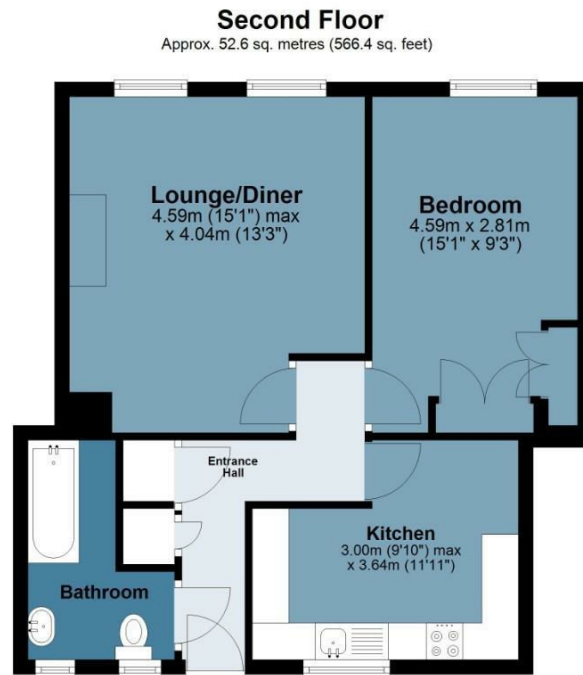 Second Floor
Approx. 52.6 sq. metres (566.4 sq. feet)
Lounge/Diner
4.59m (15'1") max
x 4.04m (13'3")
Bedroom
4.59m x 2.81m
(15'1" x 9'3")
Entrance
Hall
Kitchen
3.00m (9'10") max
x 3.64m (11'11")
Bathroom